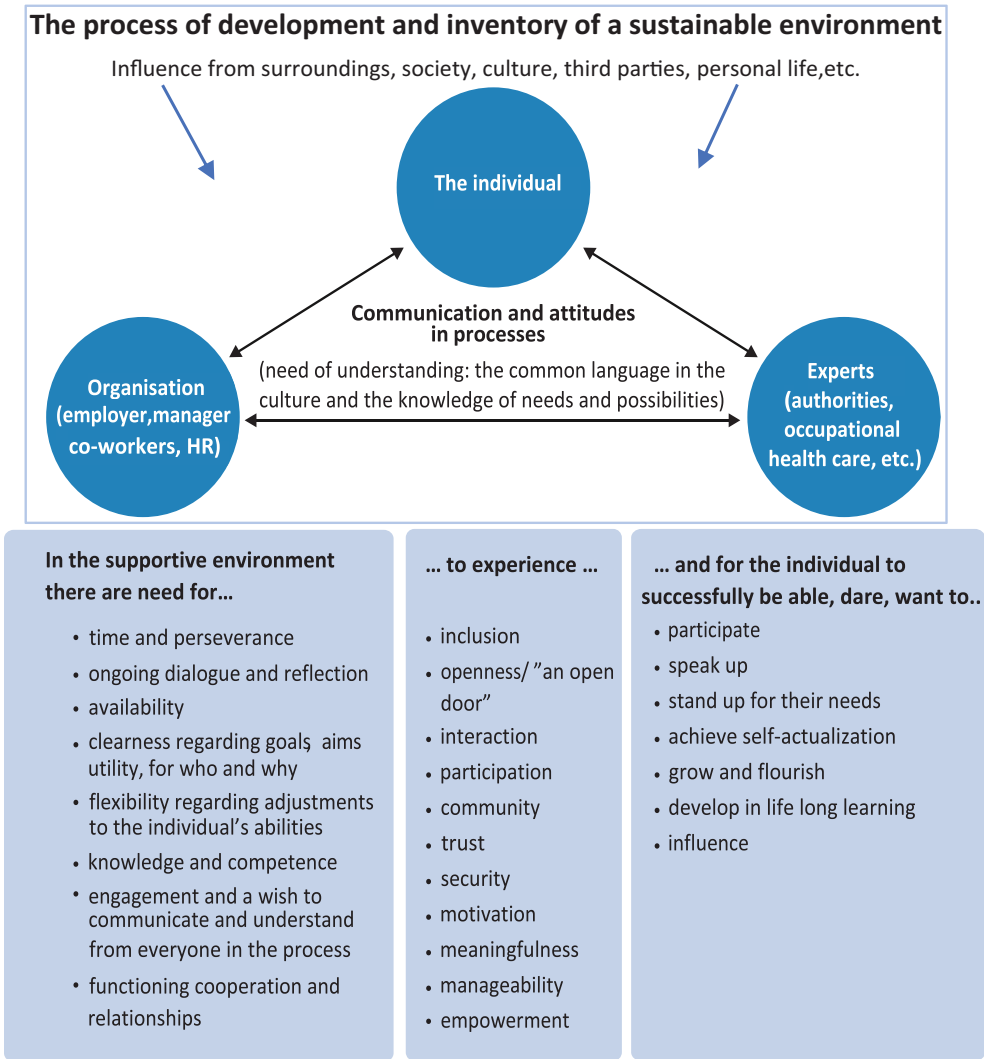 The process of development and inventory of a sustainable environment
Influence from surroundings, society, culture, third parties, personal life,etc.
The individual
Communication and attitudes
in processes
(need of understanding: the common language in the
culture and the knowledge of needs and possibilities)
Organisation
(employer,manager
co-workers, HR)
Experts
(authorities,
occupational
health care, etc.)
In the supportive environment
there are need for…
• time and perseverance
• ongoing dialogue and reflection
• availability
• clearness regarding goals, aims
utility, for who and why
• flexibility regarding adjustments
to the individual’s abilities
• knowledge and competence
• engagement and a wish to
communicate and understand
from everyone in the process
• functioning cooperation and
relationships
… to experience …
• inclusion
• openness/ ”an open
door”
• interaction
• participation
• community
• trust
• security
• motivation
• meaningfulness
• manageability
• empowerment
… and for the individual to
successfully be able, dare, want to..
• participate
• speak up
• stand up for their needs
• achieve self-actualization
• grow and flourish
• develop in life long learning
• influence